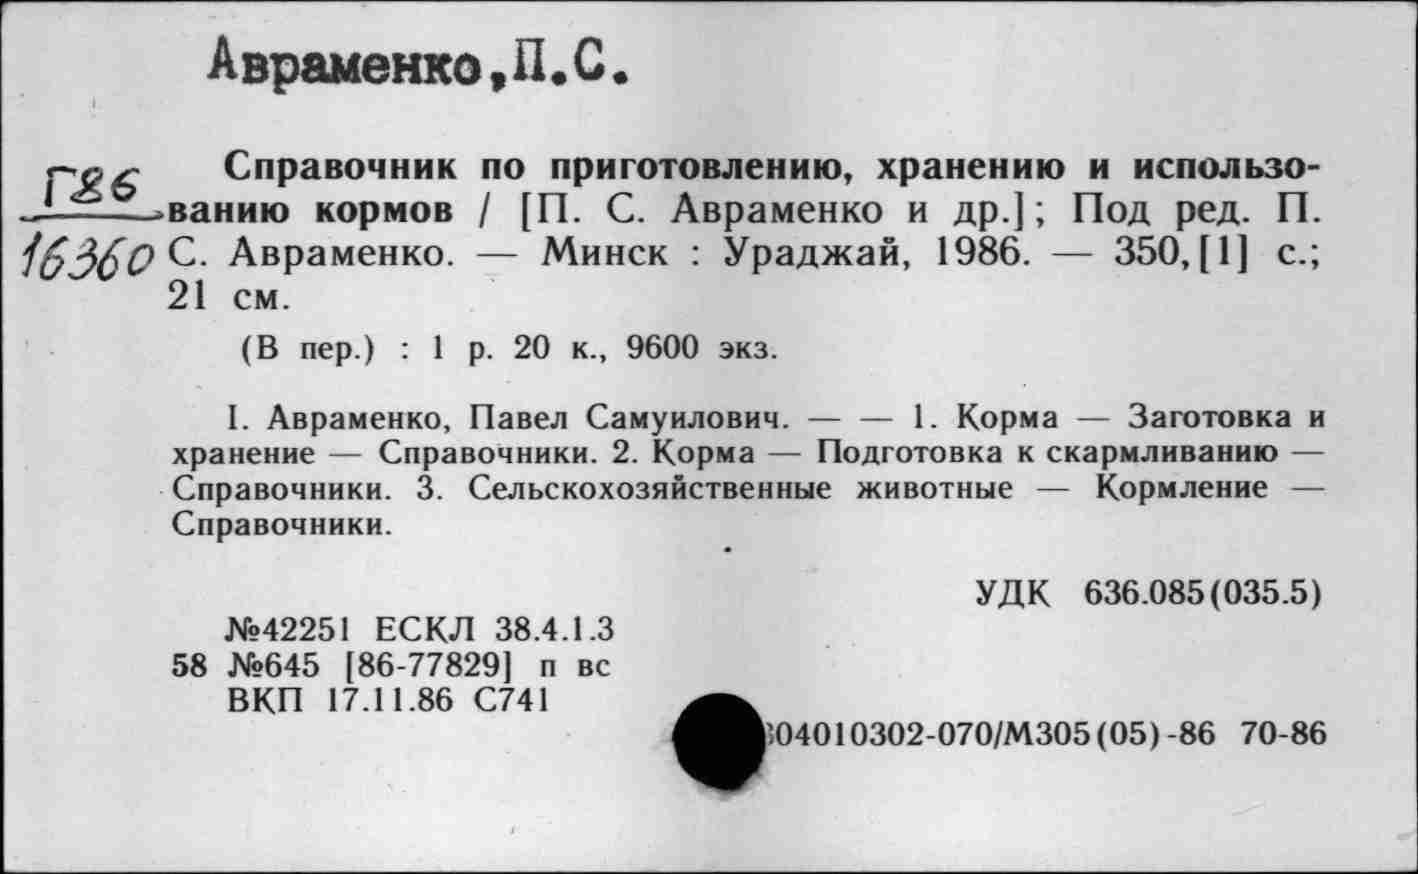 Авраменко,П.С.
Г86
16360
Справочник по приготовлению, хранению и использо-
ванию кормов / [П. С. Авраменко и др.]; Под ред. П.
С. Авраменко. — Минск : Ураджай, 1986. — 350,[1] с.;
21 см.
(В пер.) : 1 р. 20 к., 9600 экз.
I. Авраменко, Павел Самуилович. — — 1. Корма — Заготовка и
хранение — Справочники. 2. Корма — Подготовка к скармливанию —
Справочники. 3. Сельскохозяйственные животные — Кормление —
Справочники.
УДК 636.085(035.5)
№42251 ЕСКЛ 38.4.1.3
58 №645 [86-77829] п вс
ВКП 17.11.86 С741
04010302-070/М305(05)-86 70-86